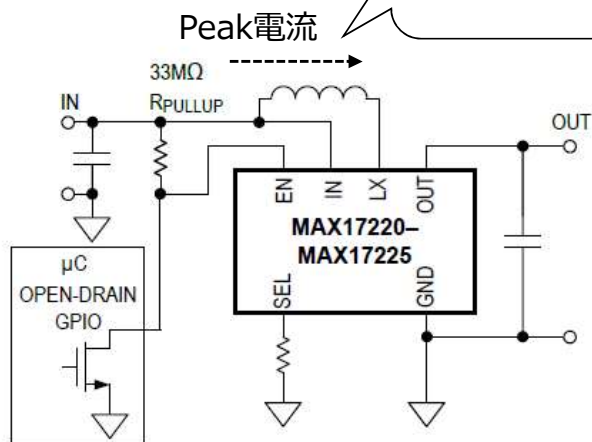 Peak電流
33MΩ
RPULLUP
IN
OUT
EN
IN
LX
OUT
MAX17220–
MAX17225
SEL
GND
µC
OPEN-DRAIN
GPIO